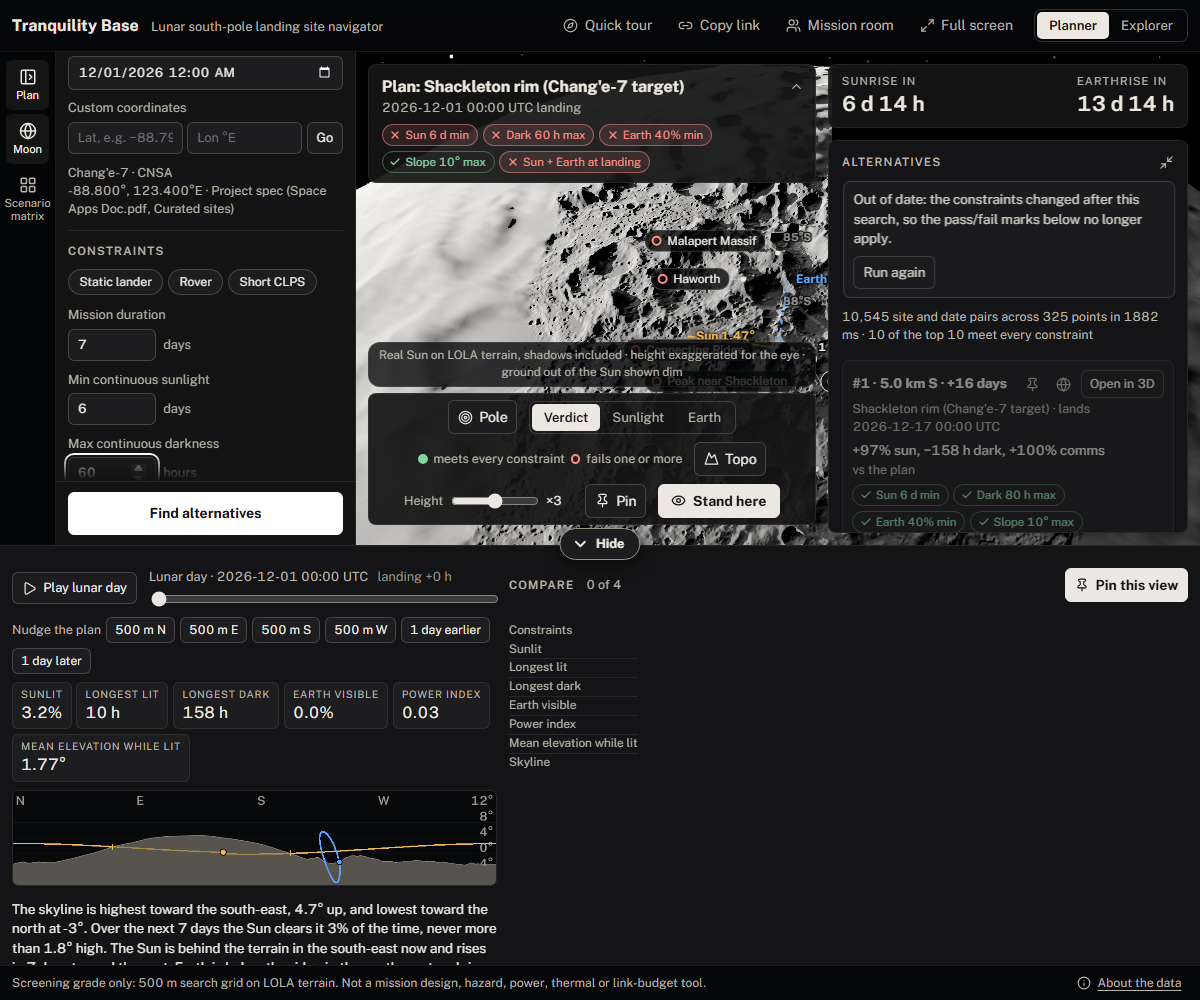 Tranquility Base
Lunar south-pole landing site navigator
Quick tour
Copy link
Mission room
Full screen
Planner
Explorer
Plan
Moon
Scenario
matrix
12/01/2026 12:00 AM
Custom coordinates
Lat, e.g. −88.79
Lon °E
Go
Chang'e-7 · CNSA
-88.800°, 123.400°E · Project spec (Space
Apps Doc.pdf, Curated sites)
CONSTRAINTS
Static lander
Rover
Short CLPS
Mission duration
7 days
Min continuous sunlight
6 days
Max continuous darkness
60 hours
Find alternatives
Plan: Shackleton rim (Chang'e-7 target)
2026-12-01 00:00 UTC landing
Sun 6 d min
Dark 60 h max
Earth 40% min
Slope 10° max
Sun + Earth at landing
Malapert Massif
85°S
Haworth
Earth
88°S
Sun 1.47°
Real Sun on LOLA terrain, shadows included · height exaggerated for the eye ·
ground out of the Sun shown dim
Peak near Shackleton
Pole
Verdict
Sunlight
Earth
meets every constraint
fails one or more
Topo
Height
×3
Pin
Stand here
Hide
SUNRISE IN
6 d 14 h
EARTHRISE IN
13 d 14 h
ALTERNATIVES
Out of date: the constraints changed after this
search, so the pass/fail marks below no longer
apply.
Run again
10,545 site and date pairs across 325 points in 1882
ms · 10 of the top 10 meet every constraint
#1 · 5.0 km S · +16 days
Open in 3D
Shackleton rim (Chang'e-7 target) · lands
2026-12-17 00:00 UTC
+97% sun, −158 h dark, +100% comms
vs the plan
Sun 6 d min
Dark 80 h max
Earth 40% min
Slope 10° max
Play lunar day
Lunar day · 2026-12-01 00:00 UTC landing +0 h
Nudge the plan
500 m N
500 m E
500 m S
500 m W
1 day earlier
1 day later
SUNLIT
3.2%
LONGEST LIT
10 h
LONGEST DARK
158 h
EARTH VISIBLE
0.0%
POWER INDEX
0.03
MEAN ELEVATION WHILE LIT
1.77°
N
E
S
W
12°
8°
4°
0°
4°
The skyline is highest toward the south-east, 4.7° up, and lowest toward the
north at -3°. Over the next 7 days the Sun clears it 3% of the time, never more
than 1.8° high. The Sun is behind the terrain in the south-east now and rises
COMPARE
0 of 4
Pin this view
Constraints
Sunlit
Longest lit
Longest dark
Earth visible
Power index
Mean elevation while lit
Skyline
Screening grade only: 500 m search grid on LOLA terrain. Not a mission design, hazard, power, thermal or link-budget tool.
About the data